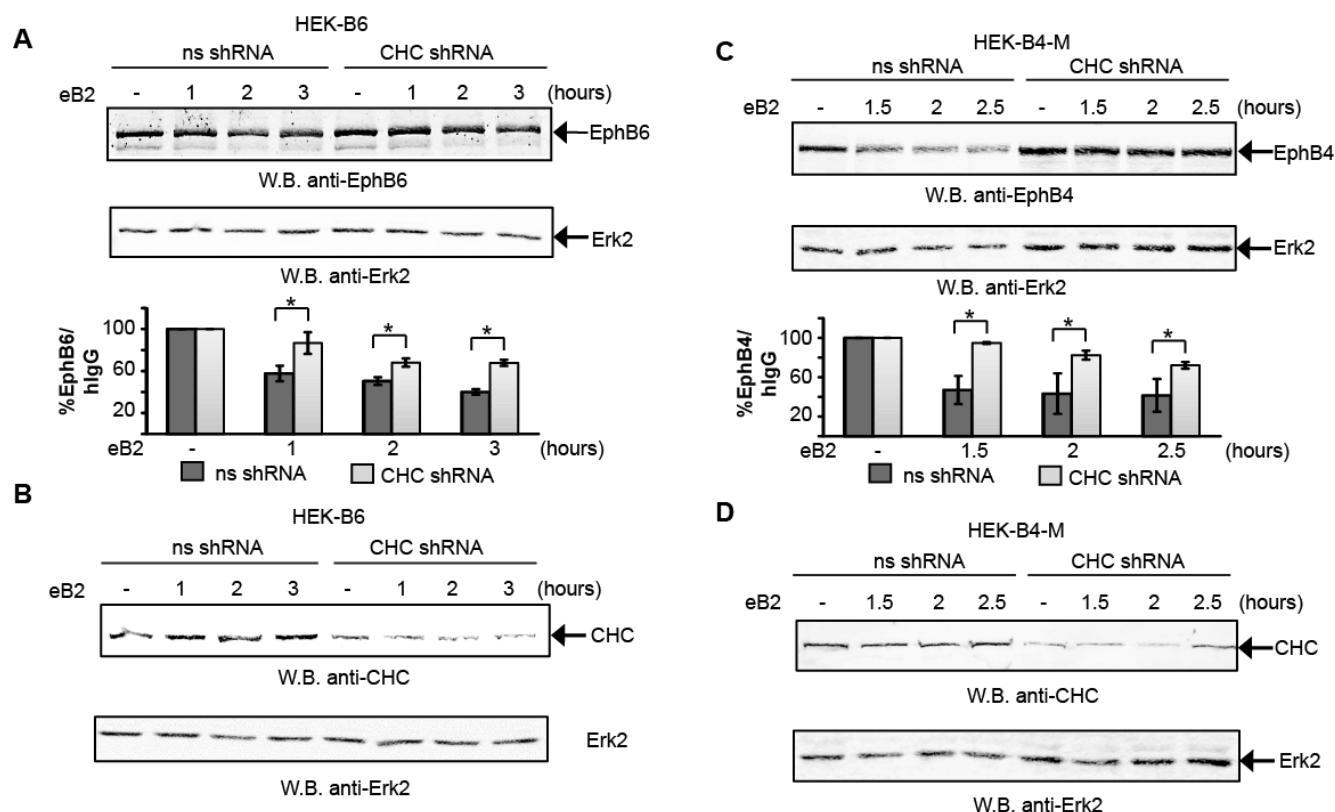 A
HEK-B6
ns shRNA CHC shRNA
eB2 - 1 2 3 - 1 2 3 (hours)
EphB6
W.B. anti-EphB6
Erk2
W.B. anti-Erk2
%EphB6/
hIgG
100
60
20
* * *
eB2 - 1 2 3 (hours)
ns shRNA CHC shRNA
B
HEK-B6
ns shRNA CHC shRNA
eB2 - 1 2 3 - 1 2 3 (hours)
CHC
W.B. anti-CHC
Erk2
W.B. anti-Erk2
C
HEK-B4-M
ns shRNA CHC shRNA
eB2 - 1.5 2 2.5 - 1.5 2 2.5 (hours)
EphB4
W.B. anti-EphB4
Erk2
W.B. anti-Erk2
%EphB4/
hIgG
100
60
20
* * *
eB2 - 1.5 2 2.5 (hours)
ns shRNA CHC shRNA
D
HEK-B4-M
ns shRNA CHC shRNA
eB2 - 1.5 2 2.5 - 1.5 2 2.5 (hours)
CHC
W.B. anti-CHC
Erk2
W.B. anti-Erk2